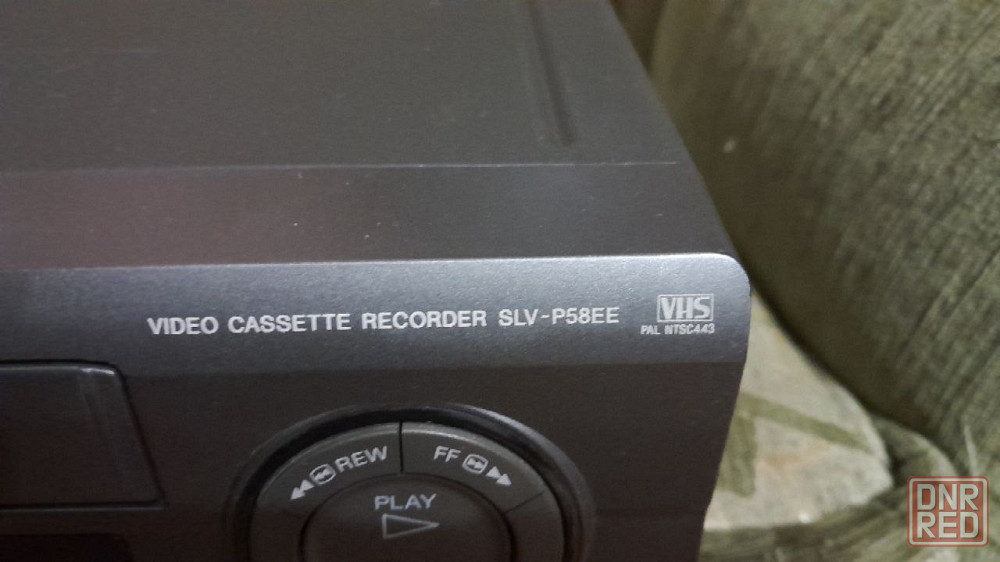 VIDEO CASSETTE RECORDER SLV-P58EE
VHS
PAL NTSC443
REW FF
PLAY
DNR
RED